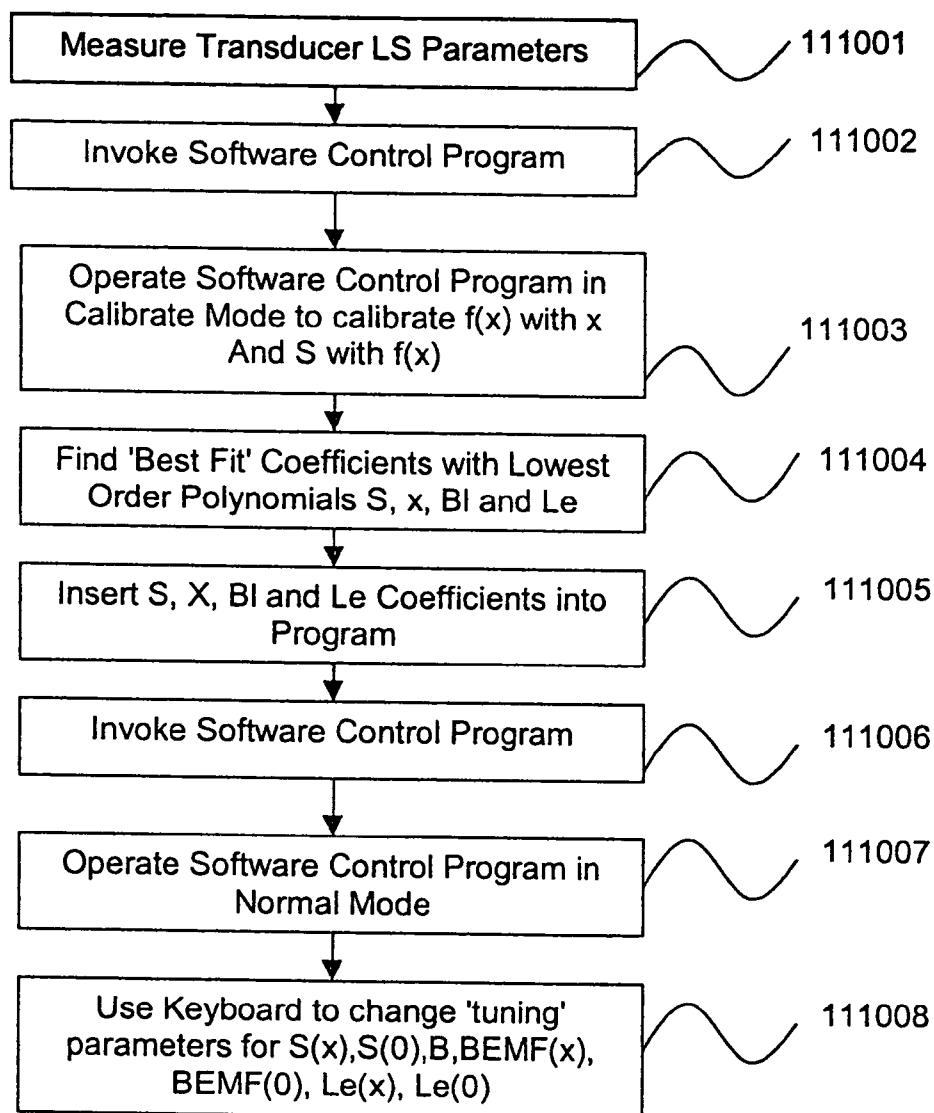 Measure Transducer LS Parameters
111001
Invoke Software Control Program
111002
Operate Software Control Program in
Calibrate Mode to calibrate f(x) with x
And S with f(x)
111003
Find 'Best Fit' Coefficients with Lowest
Order Polynomials S, x, Bl and Le
111004
Insert S, X, Bl and Le Coefficients into
Program
111005
Invoke Software Control Program
111006
Operate Software Control Program in
Normal Mode
111007
Use Keyboard to change 'tuning'
parameters for S(x),S(0),B,BEMF(x),
BEMF(0), Le(x), Le(0)
111008